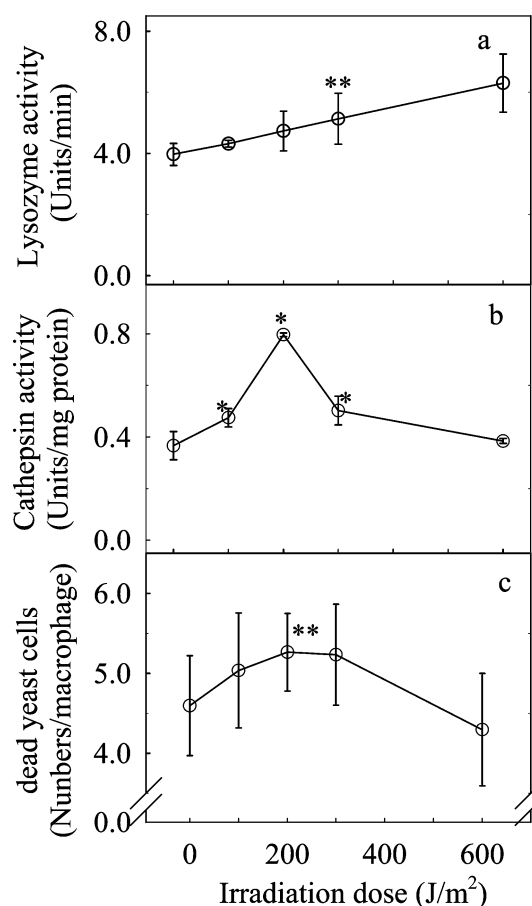 8.0
a
**
4.0
0.0
Lysozyme activity
(Units/min)
b
0.8
*
*
*
0.4
0.0
Cathepsin activity
(Units/mg protein)
c
6.0
**
5.0
4.0
0.0
dead yeast cells
(Nunbers/macrophage)
0 200 400 600
Irradiation dose (J/m²)